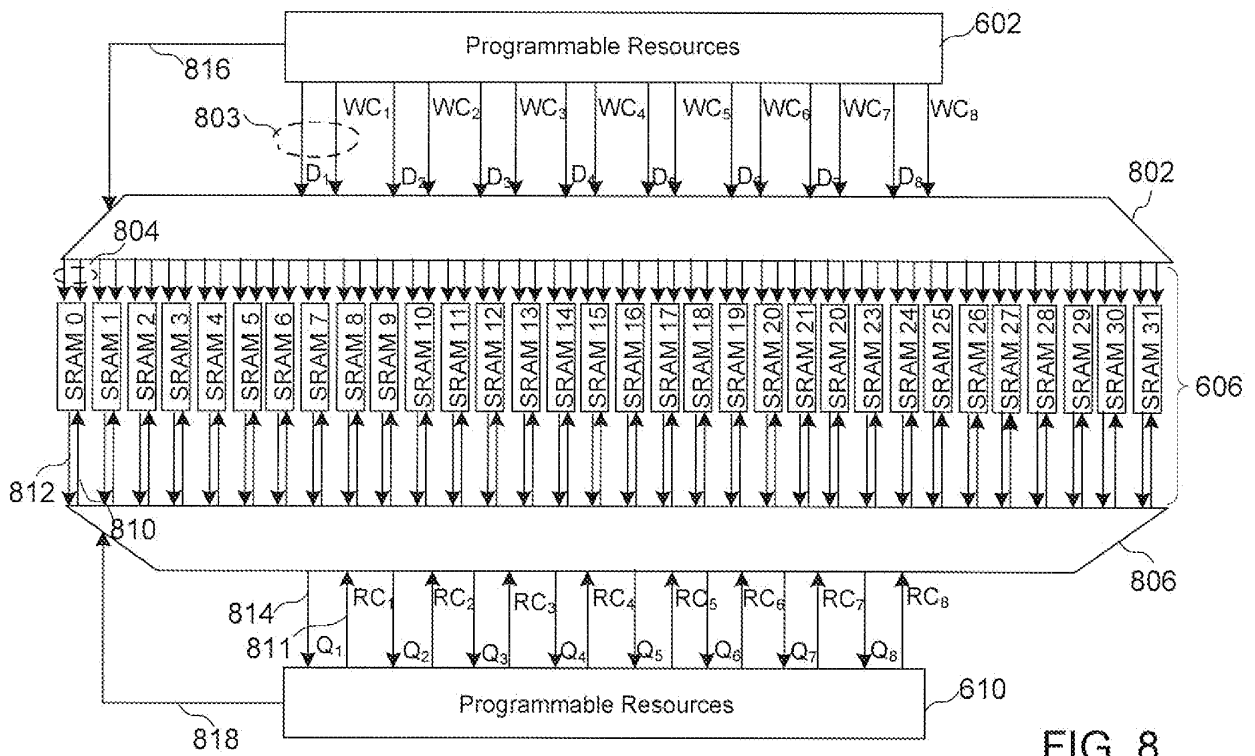 Programmable Resources
602
816
803
WC1
WC2
WC3
WC4
WC5
WC6
WC7
WC8
D1
D2
D3
D4
D5
D6
D7
D8
802
804
SRAM 0
SRAM 1
SRAM 2
SRAM 3
SRAM 4
SRAM 5
SRAM 6
SRAM 7
SRAM 8
SRAM 9
SRAM 10
SRAM 11
SRAM 12
SRAM 13
SRAM 14
SRAM 15
SRAM 16
SRAM 17
SRAM 18
SRAM 19
SRAM 20
SRAM 21
SRAM 20
SRAM 23
SRAM 24
SRAM 25
SRAM 26
SRAM 27
SRAM 28
SRAM 29
SRAM 30
SRAM 31
606
812
810
806
814
811
RC1
RC2
RC3
RC4
RC5
RC6
RC7
RC8
Q1
Q2
Q3
Q4
Q5
Q6
Q7
Q8
Programmable Resources
610
818
FIG. 8